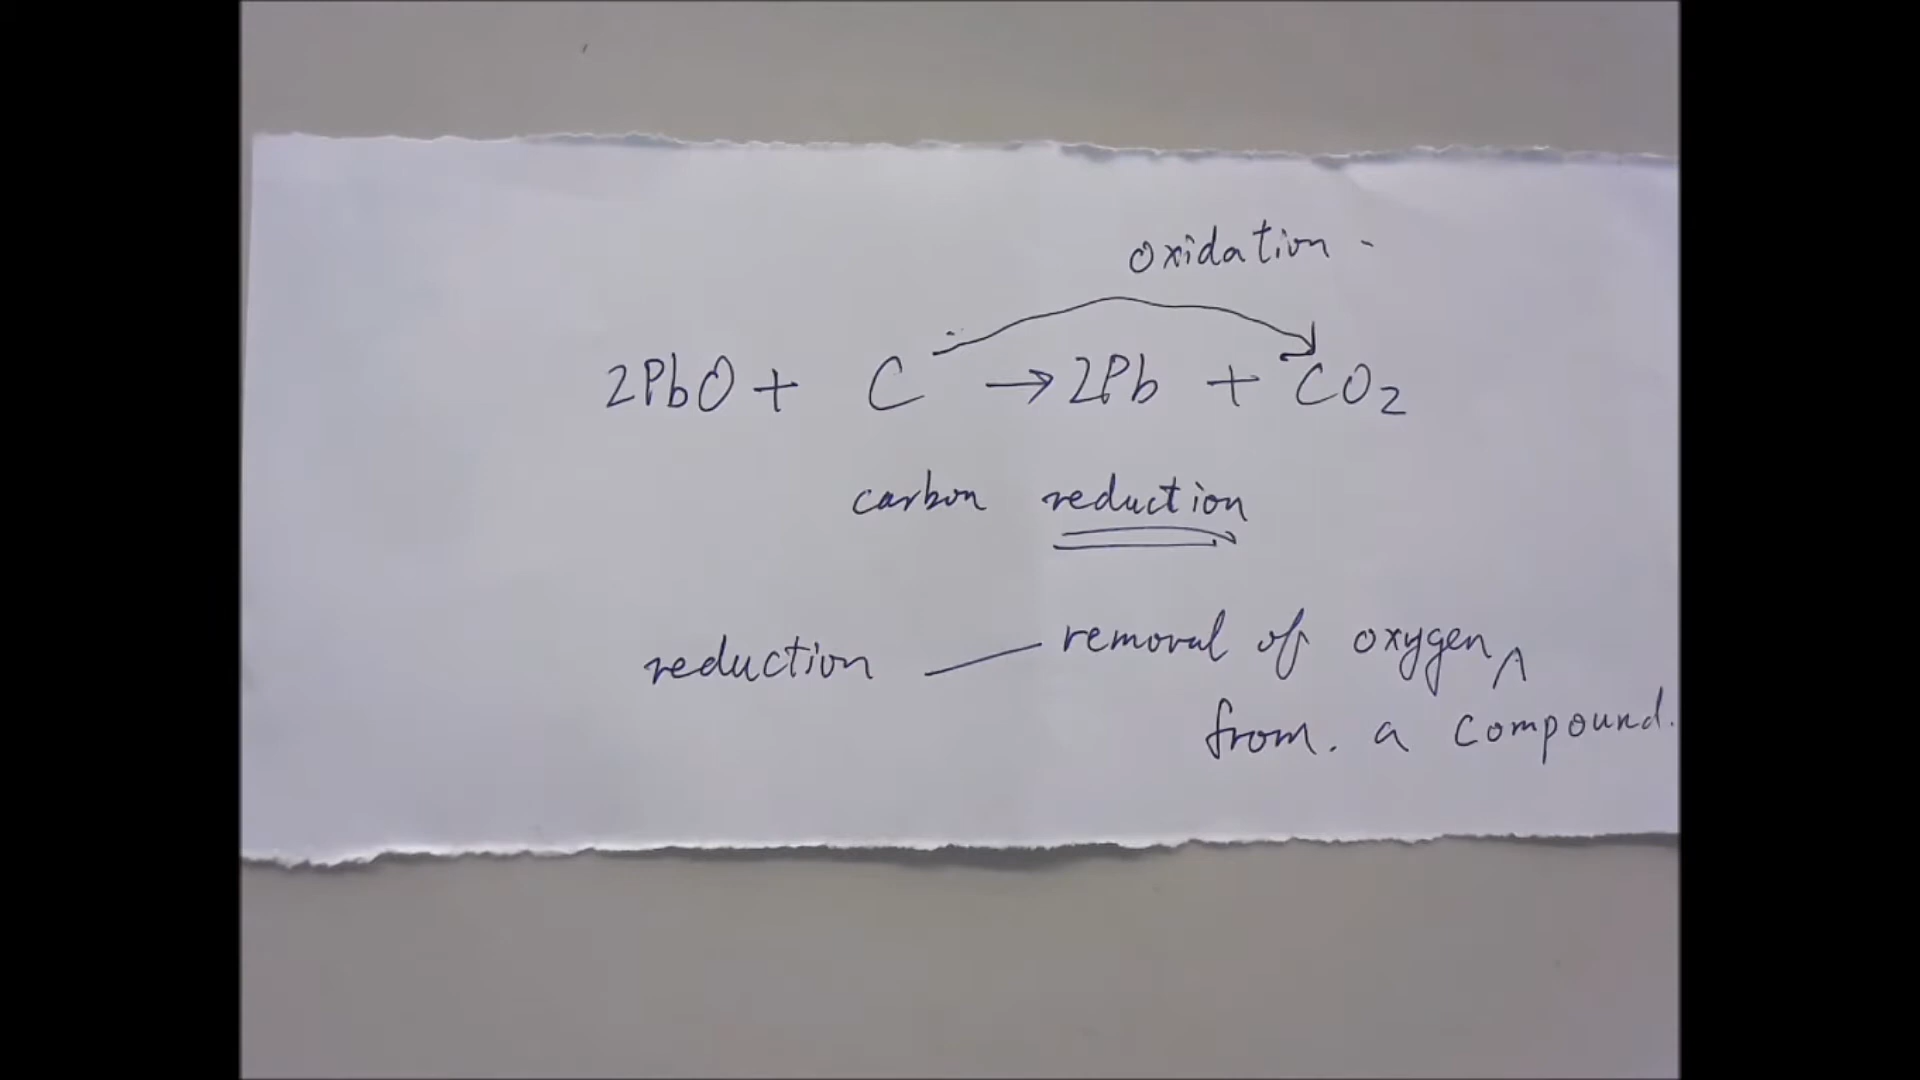 oxidation -
2PbO + C → 2Pb + CO₂
carbon reduction
reduction — removal of oxygen ^
from. a compound.